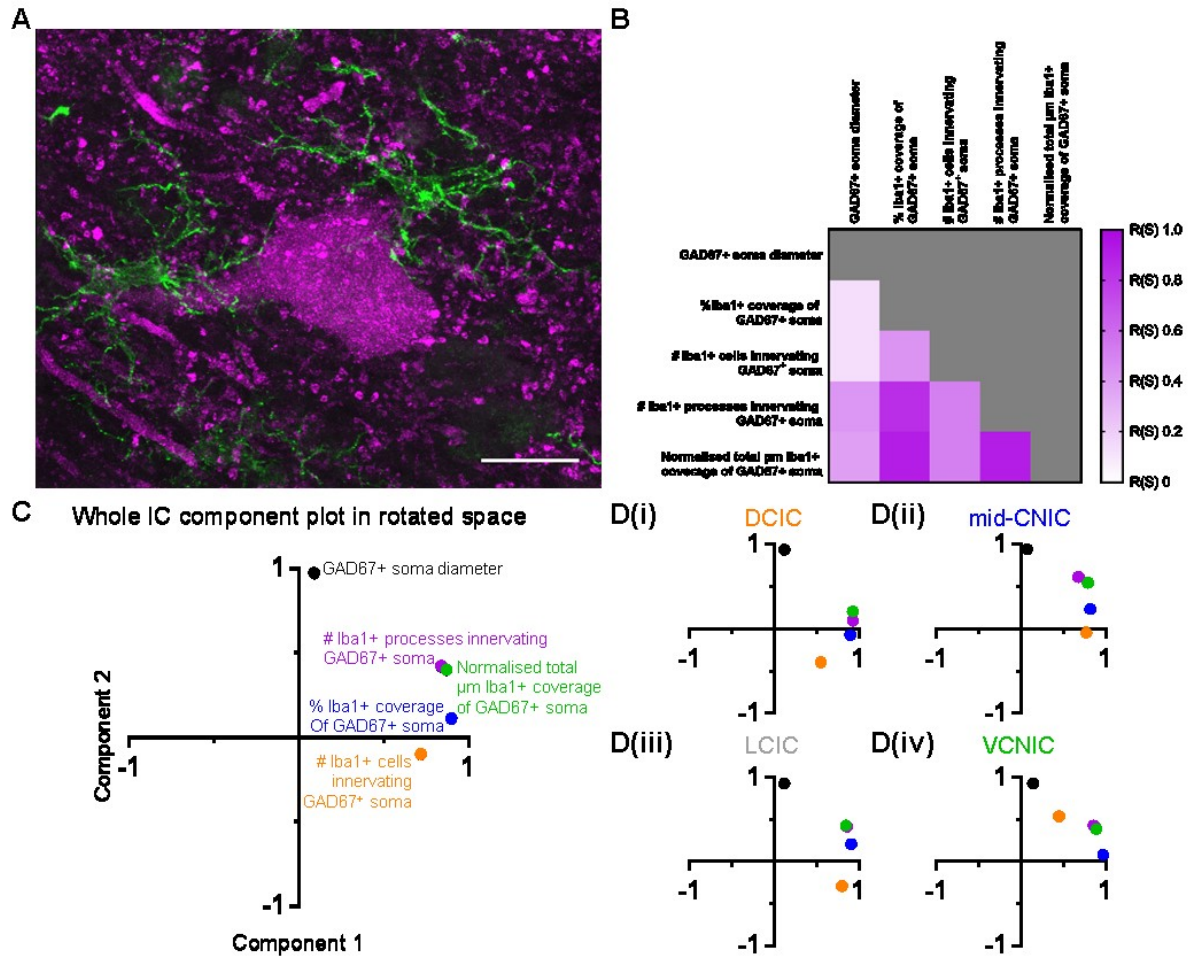 A
B
GAD67+ soma diameter
% Iba1+ coverage of
GAD67+ soma
# Iba1+ cells innervating
GAD67+ soma
# Iba1+ processes innervating
GAD67+ soma
Normalised total µm Iba1+
coverage of GAD67+ soma
GAD67+ soma diameter
%Iba1+ coverage of
GAD67+ soma
# Iba1+ cells innervating
GAD67+ soma
# Iba1+ processes innervating
GAD67+ soma
Normalised total µm Iba1+
coverage of GAD67+ soma
R(S) 1.0
R(S) 0.8
R(S) 0.6
R(S) 0.4
R(S) 0.2
R(S) 0
C
Whole IC component plot in rotated space
1
GAD67+ soma diameter
# Iba1+ processes innervating
GAD67+ soma
Normalised total
µm Iba1+ coverage
of GAD67+ soma
% Iba1+ coverage
Of GAD67+ soma
-1
1
# Iba1+ cells
innervating
GAD67+ soma
-1
Component 2
Component 1
D(i)
DCIC
1
-1
1
-1
D(ii)
mid-CNIC
1
-1
1
-1
D(iii)
LCIC
1
-1
1
-1
D(iv)
VCNIC
1
-1
1
-1